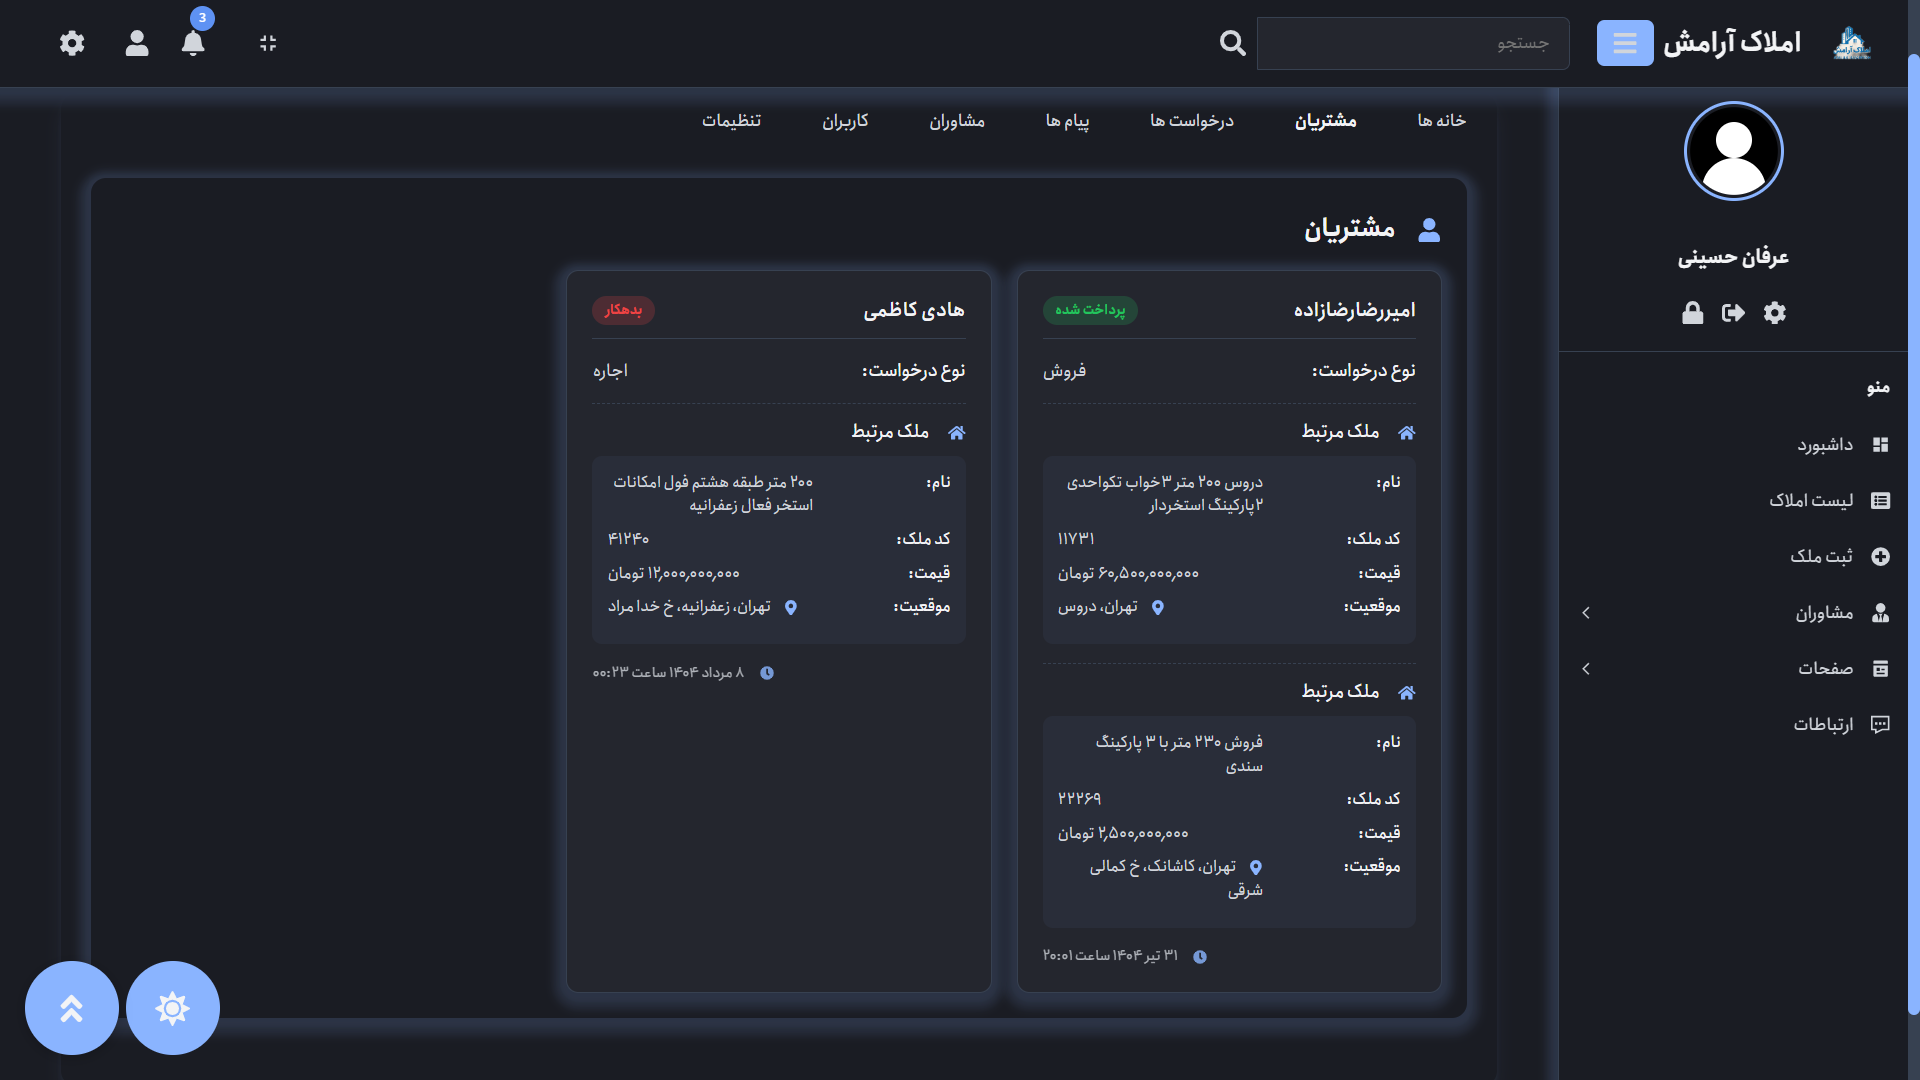 املاک آرامش
جستجو
3
عرفان حسینی
منو
داشبورد
لیست املاک
ثبت ملک
مشاوران
صفحات
ارتباطات
خانه ها
مشتریان
درخواست ها
پیام ها
مشاوران
کاربران
تنظیمات
مشتریان
امیررضارضازاده
پرداخت شده
نوع درخواست: فروش
ملک مرتبط
نام: دروس ۲۰۰ متر ۳خواب تکواحدی
۲پارکینگ استخردار
کد ملک: ۱۱۷۳۱
قیمت: ۶۰,۵۰۰,۰۰۰,۰۰۰ تومان
موقعیت: تهران، دروس
ملک مرتبط
نام: فروش ۲۳۰ متر با ۳ پارکینگ
سندی
کد ملک: ۲۲۲۶۹
قیمت: ۲,۵۰۰,۰۰۰,۰۰۰ تومان
موقعیت: تهران، کاشانک، خ کمالی
شرقی
۳۱ تیر ۱۴۰۴ ساعت ۲۰:۰۱
هادی کاظمی
بدهکار
نوع درخواست: اجاره
ملک مرتبط
نام: ۲۰۰ متر طبقه هشتم فول امکانات
استخر فعال زعفرانیه
کد ملک: ۴۱۲۴۰
قیمت: ۱۲,۰۰۰,۰۰۰,۰۰۰ تومان
موقعیت: تهران، زعفرانیه، خ خدا مراد
۸ مرداد ۱۴۰۴ ساعت ۰۰:۲۳